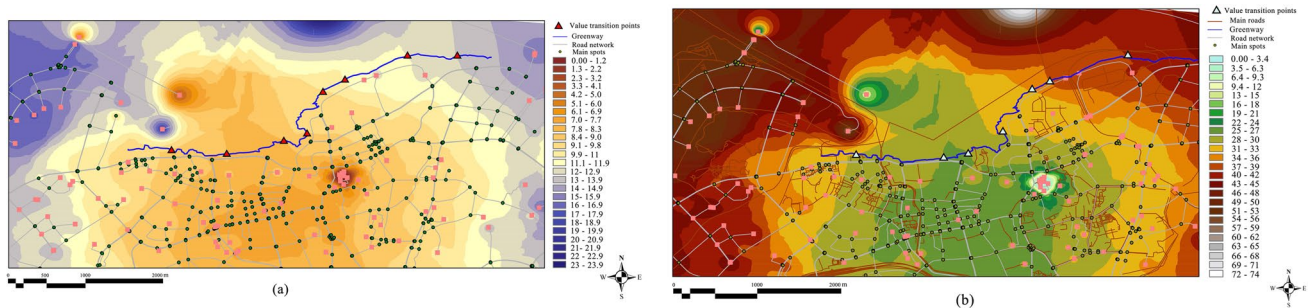 Value transition points
Greenway
Road network
Main spots
0.00 - 1.2
1.3 - 2.2
2.3 - 3.2
3.3 - 4.1
4.2 - 5.0
5.1 - 6.0
6.1 - 6.9
7.0 - 7.7
7.8 - 8.3
8.4 - 9.0
9.1 - 9.8
9.9 - 11
11.1 - 11.9
12 - 12.9
13 - 13.9
14 - 14.9
15 - 15.9
16 - 16.9
17 - 17.9
18 - 18.9
19 - 19.9
20 - 20.9
21 - 21.9
22 - 22.9
23 - 23.9
0 500 1000 2000 m
N
W E
S
(a)
Value transition points
Main roads
Greenway
Road network
Main spots
0.00 - 3.4
3.5 - 6.3
6.4 - 9.3
9.4 - 12
13 - 15
16 - 18
19 - 21
22 - 24
25 - 27
28 - 30
31 - 33
34 - 36
37 - 39
40 - 42
43 - 45
46 - 48
49 - 50
51 - 53
54 - 56
57 - 59
60 - 62
63 - 65
66 - 68
69 - 71
72 - 74
0 500 1000 2000 m
N
W E
S
(b)